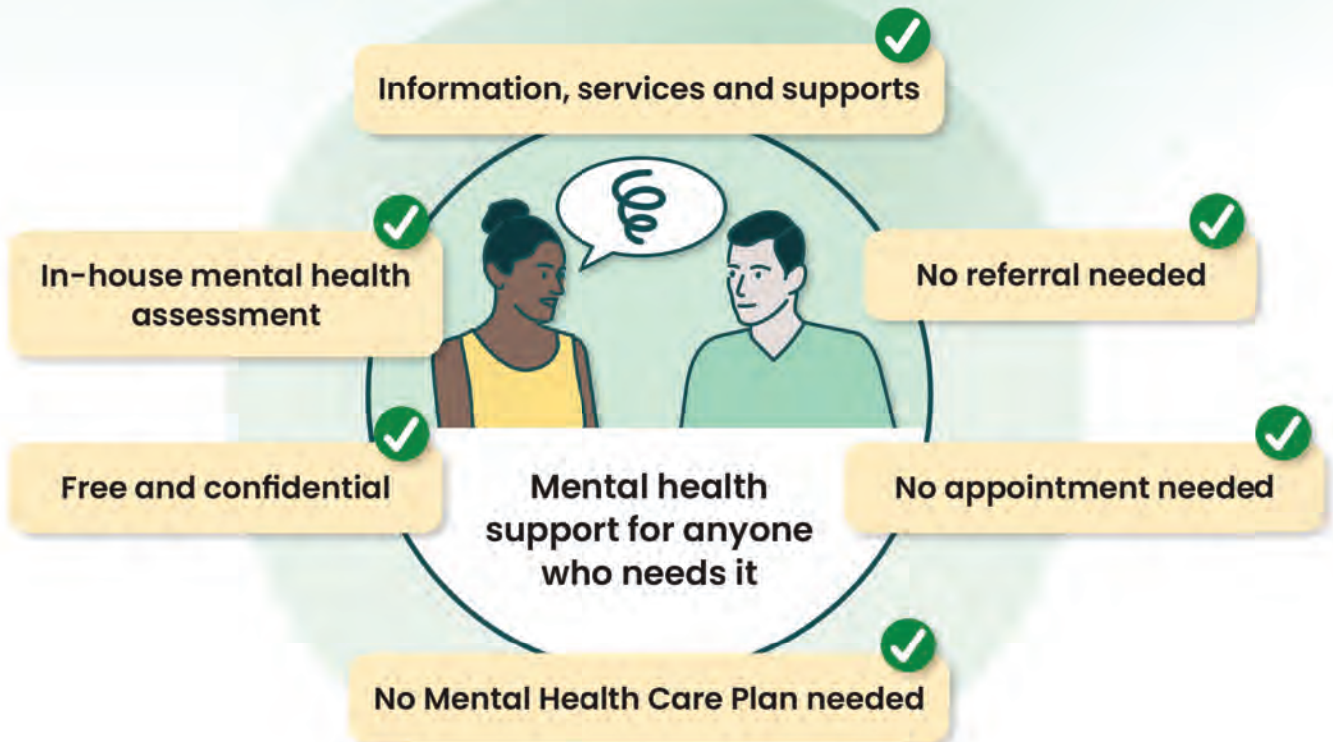 Information, services and supports
In-house mental health
assessment
No referral needed
Free and confidential
No appointment needed
Mental health
support for anyone
who needs it
No Mental Health Care Plan needed